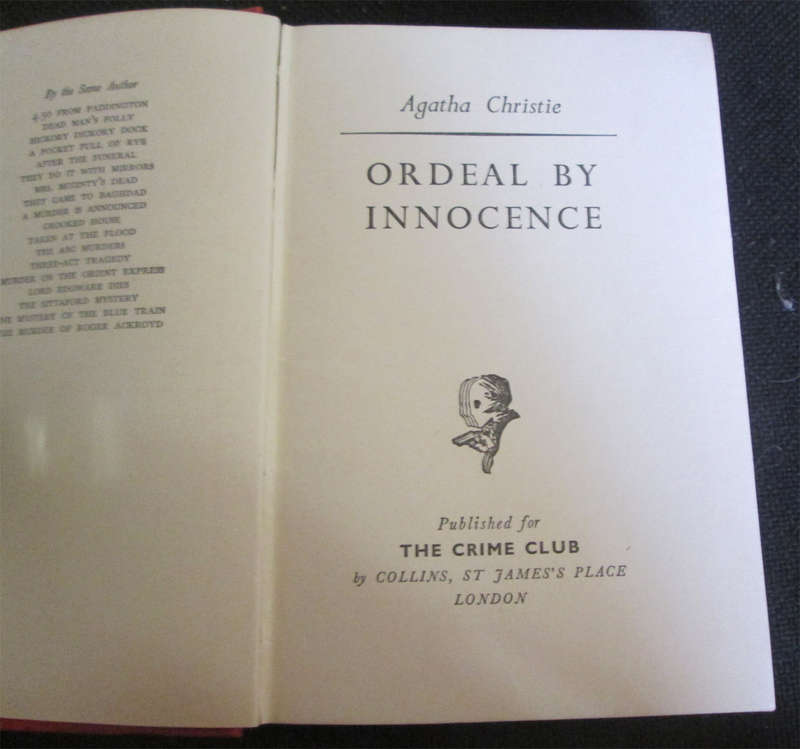 By the Same Author
4.50 FROM PADDINGTON
DEAD MAN'S FOLLY
HICKORY DICKORY DOCK
A POCKET FULL OF RYE
AFTER THE FUNERAL
THEY DO IT WITH MIRRORS
MRS. MCGINTY'S DEAD
THEY CAME TO BAGHDAD
A MURDER IS ANNOUNCED
CROOKED HOUSE
TAKEN AT THE FLOOD
THE ABC MURDERS
THREE-ACT TRAGEDY
MURDER ON THE ORIENT EXPRESS
LORD EDGWARE DIES
THE SITTAFORD MYSTERY
THE MYSTERY OF THE BLUE TRAIN
THE MURDER OF ROGER ACKROYD
Agatha Christie
ORDEAL BY
INNOCENCE
Published for
THE CRIME CLUB
by COLLINS, ST JAMES'S PLACE
LONDON